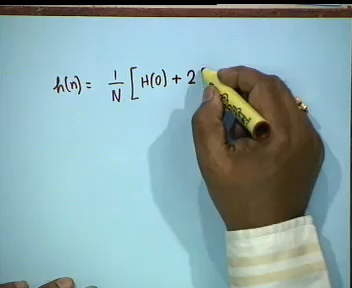 h(n) = 1/N [ H(0) + 2